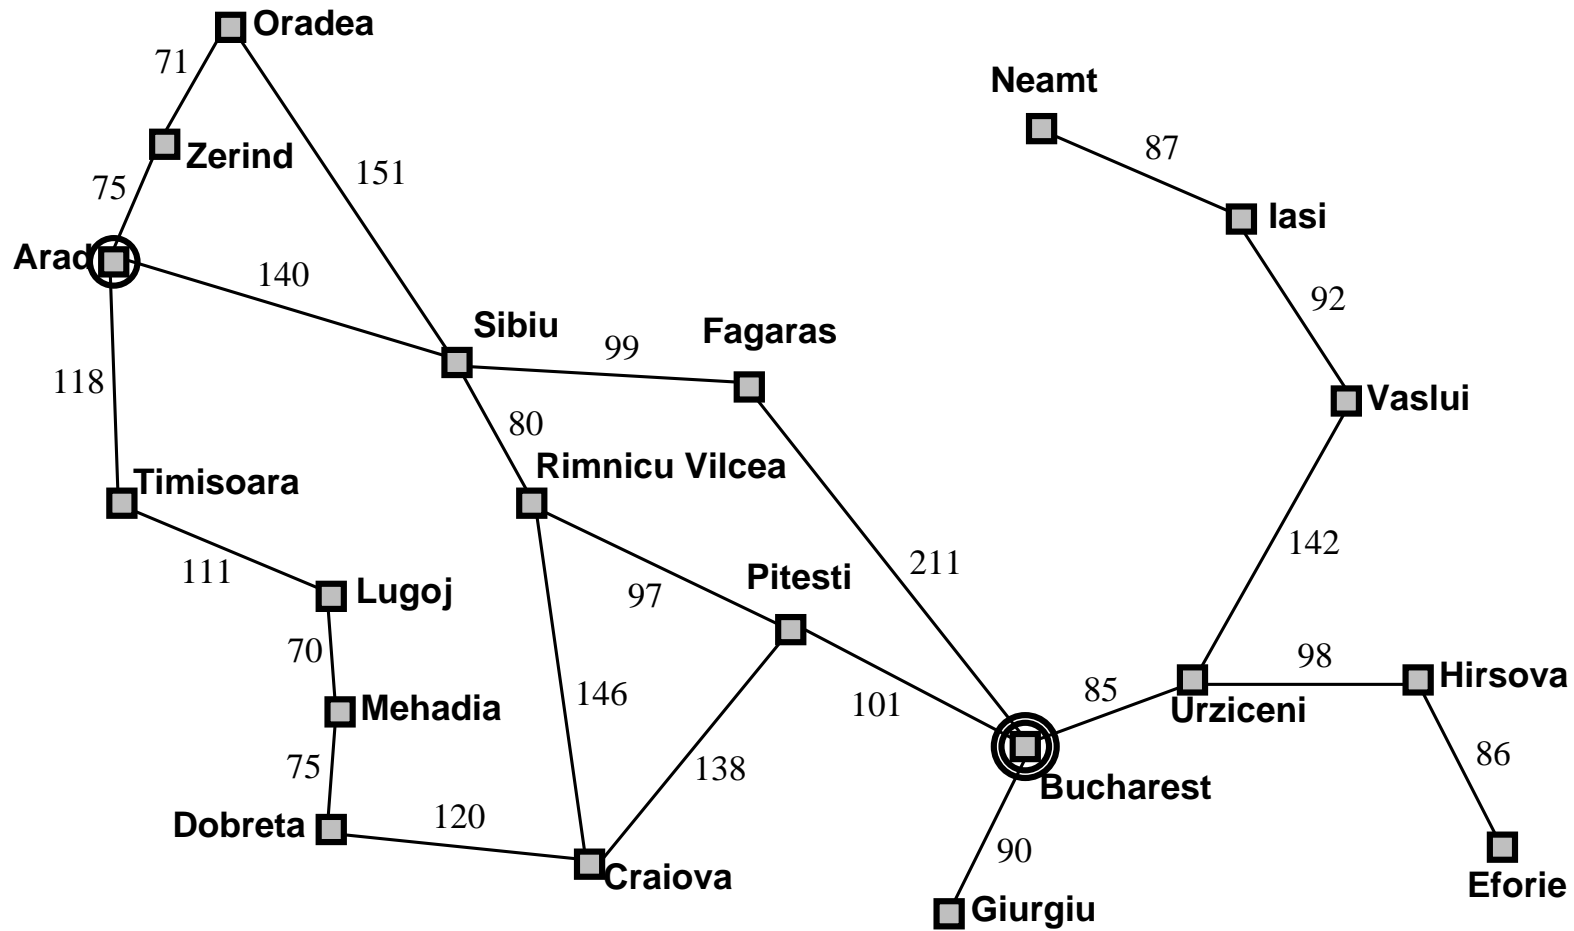 Oradea
71
Neamt
87
Zerind
151
75
Iasi
Arad
140
92
Sibiu
Fagaras
99
118
Vaslui
80
Rimnicu Vilcea
Timisoara
142
211
111
Pitesti
Lugoj
97
70
98
Hirsova
146
85
Mehadia
101
Urziceni
75
138
86
Bucharest
Dobreta
120
90
Craiova
Eforie
Giurgiu